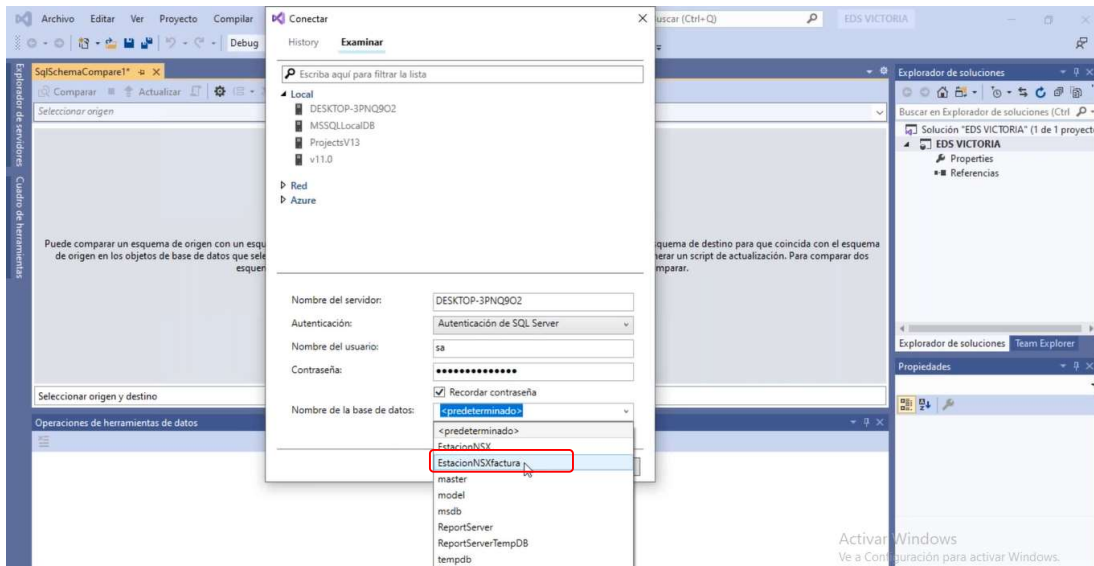 Archivo Editar Ver Proyecto Compilar
Conectar
uscar (Ctrl+Q)
EDS VICTORIA
Debug
History Examinar
Explorador de servidores
Cuadro de herramientas
SqlSchemaCompare1*
Comparar Actualizar
Seleccionar origen
Escriba aquí para filtrar la lista
Local
DESKTOP-3PNQ9O2
MSSQLLocalDB
ProjectsV13
v11.0
Red
Azure
Puede comparar un esquema de origen con un esqu
de origen en los objetos de base de datos que sele
esquen
quema de destino para que coincida con el esquema
erar un script de actualización. Para comparar dos
mparar.
Nombre del servidor: DESKTOP-3PNQ9O2
Autenticación: Autenticación de SQL Server
Nombre del usuario: sa
Contraseña: ●●●●●●●●●●●●●●
Recordar contraseña
Nombre de la base de datos: <predeterminado>
<predeterminado>
EstacionNSX
EstacionNSXfactura
master
model
msdb
ReportServer
ReportServerTempDB
tempdb
Seleccionar origen y destino
Operaciones de herramientas de datos
Explorador de soluciones
Buscar en Explorador de soluciones (Ctrl
Solución "EDS VICTORIA" (1 de 1 proyect
EDS VICTORIA
Properties
Referencias
Explorador de soluciones Team Explorer
Propiedades
Activar Windows
Ve a Configuración para activar Windows.